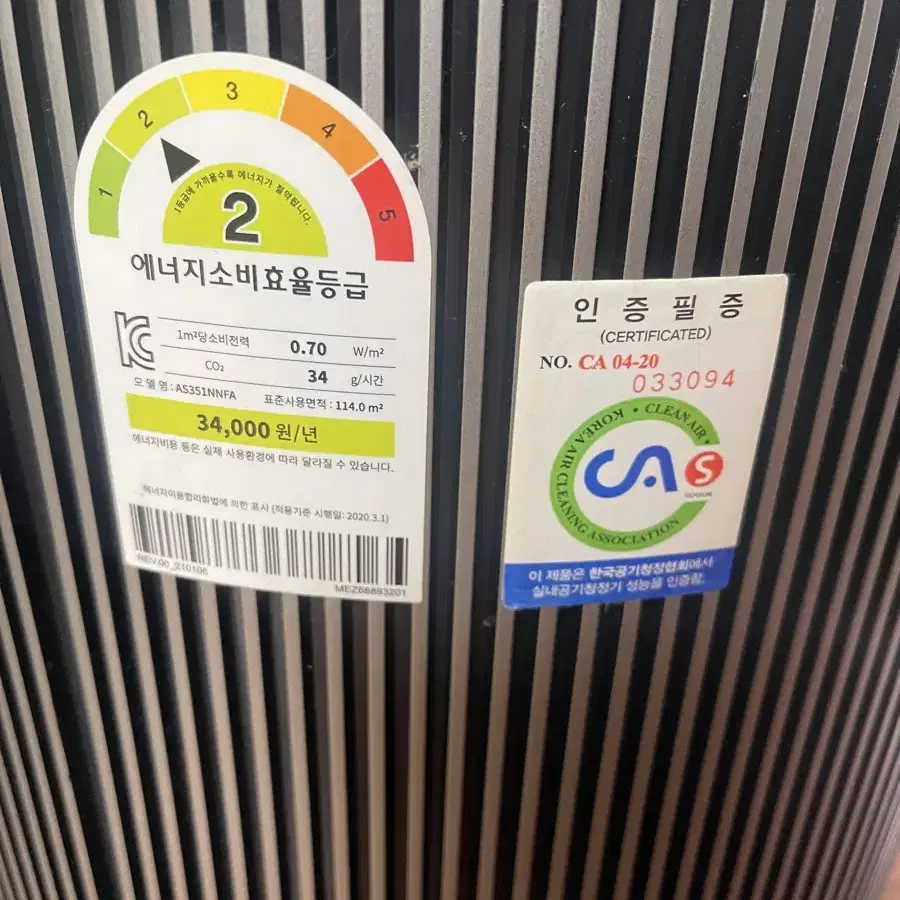 1
2
3
4
5
1등급에 가까울수록 에너지가 절약됩니다.
2
에너지소비효율등급
1m²당소비전력 0.70 W/m²
CO₂ 34 g/시간
모델명 : AS351NNFA 표준사용면적 : 114.0 m²
34,000 원/년
에너지비용 등은 실제 사용환경에 따라 달라질 수 있습니다.
에너지이용합리화법에 의한 표시 (적용기준 시행일: 2020.3.1)
REV.00_210106
MEZ68893201
인 증 필 증
(CERTIFICATED)
NO. CA 04-20
033094
KOREA AIR CLEANING ASSOCIATION • CLEAN AIR •
CA S
이 제품은 한국공기청정협회에서
실내공기청정기 성능을 인증함.